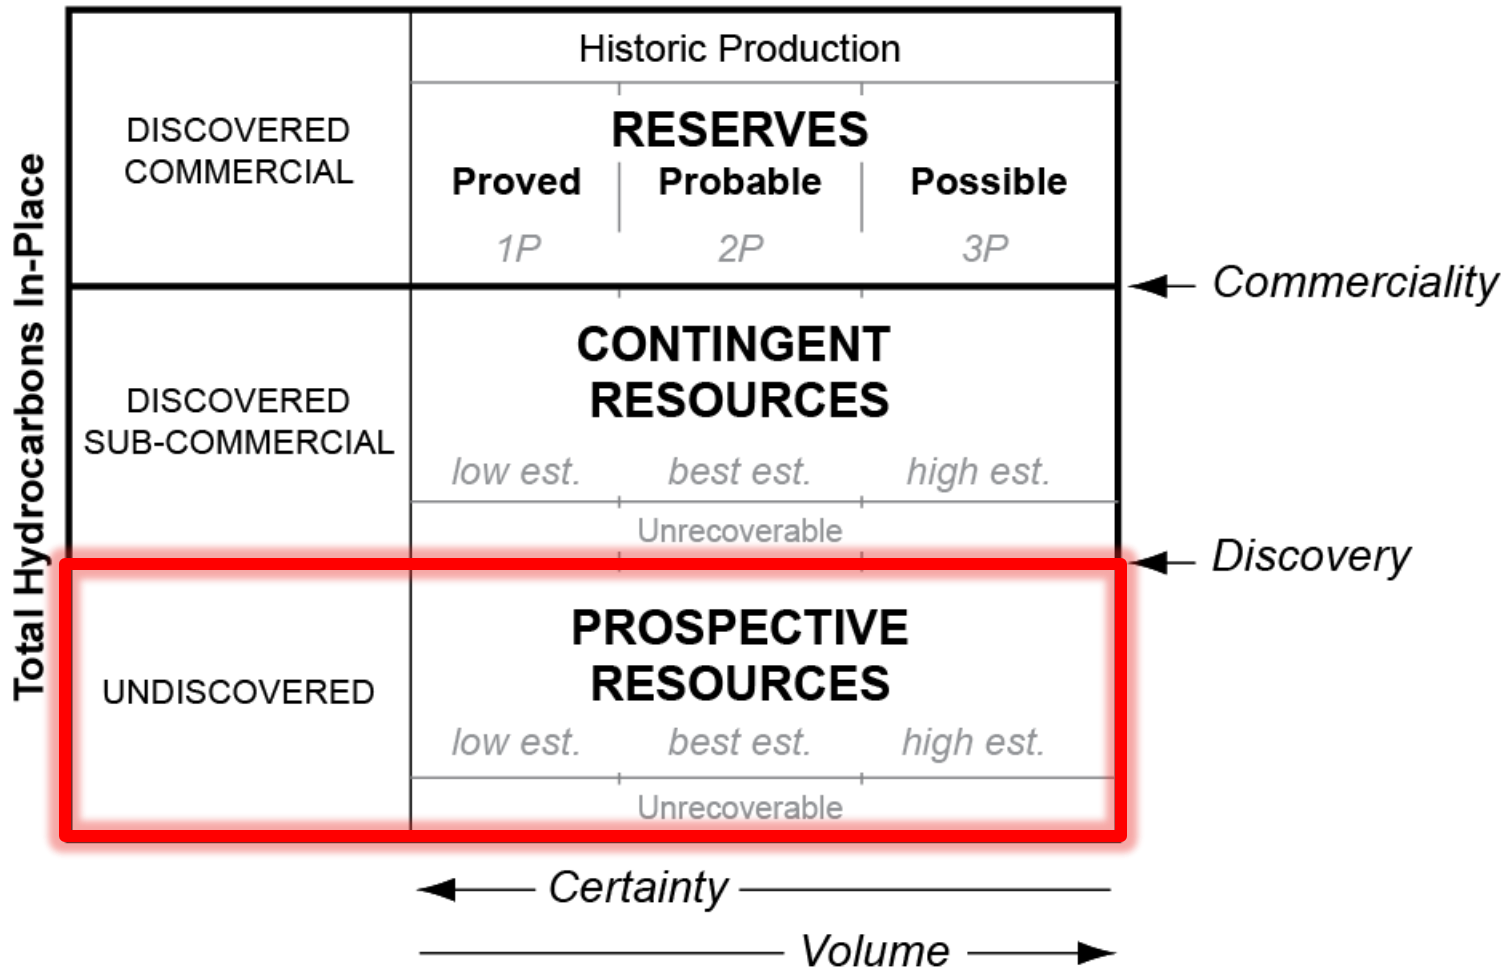 Total Hydrocarbons In-Place
Historic Production
DISCOVERED
COMMERCIAL
RESERVES
Proved Probable Possible
1P 2P 3P
Commerciality
DISCOVERED
SUB-COMMERCIAL
CONTINGENT
RESOURCES
low est. best est. high est.
Unrecoverable
Discovery
UNDISCOVERED
PROSPECTIVE
RESOURCES
low est. best est. high est.
Unrecoverable
Certainty
Volume